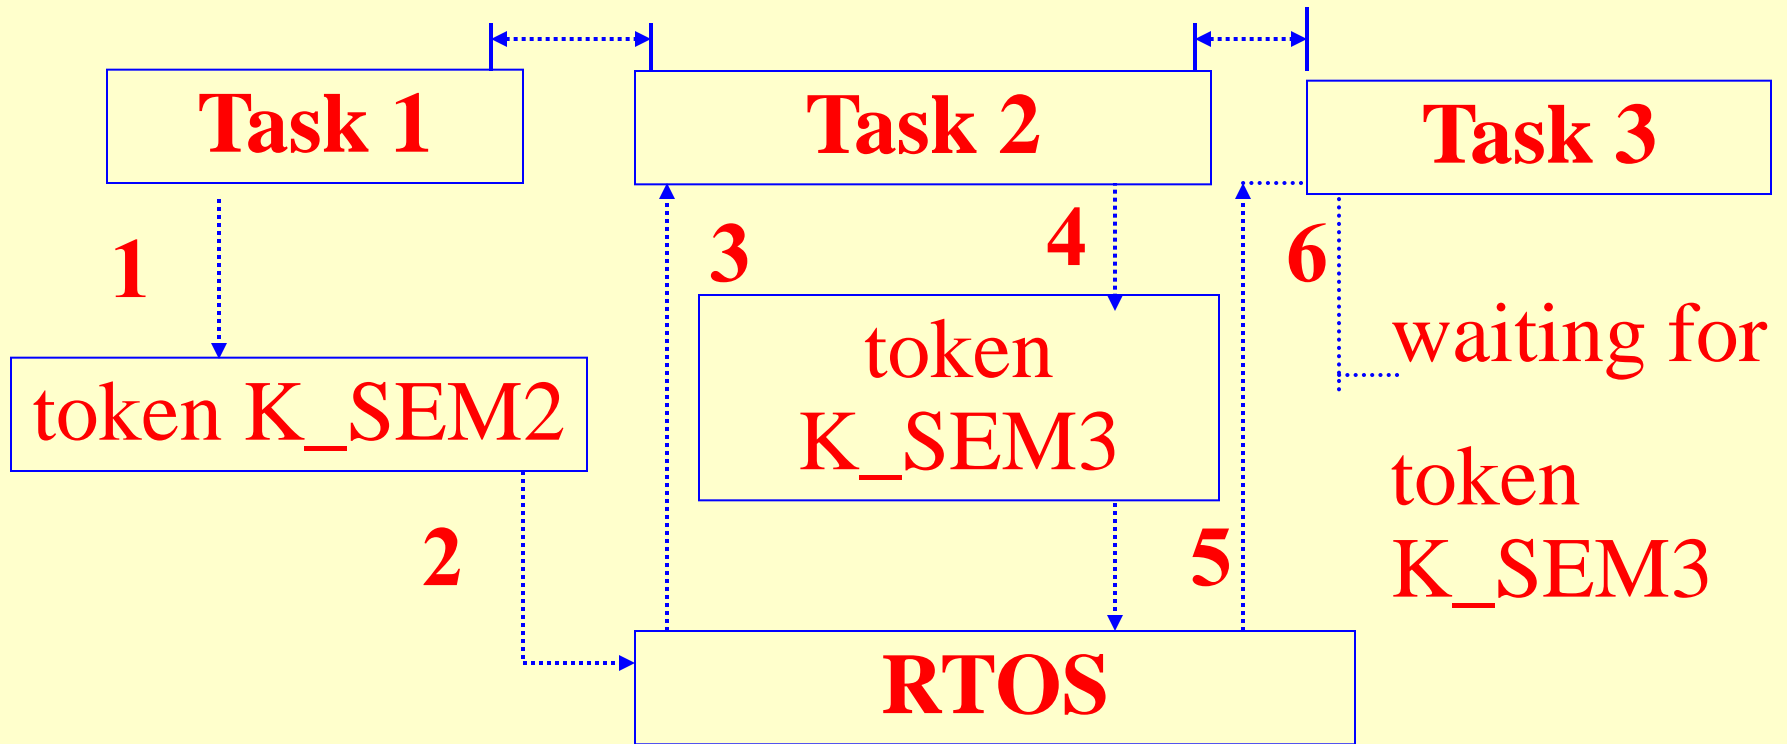 Task 1
Task 2
Task 3
1
3
4
6
token K_SEM2
token
K_SEM3
waiting for
token
K_SEM3
2
5
RTOS